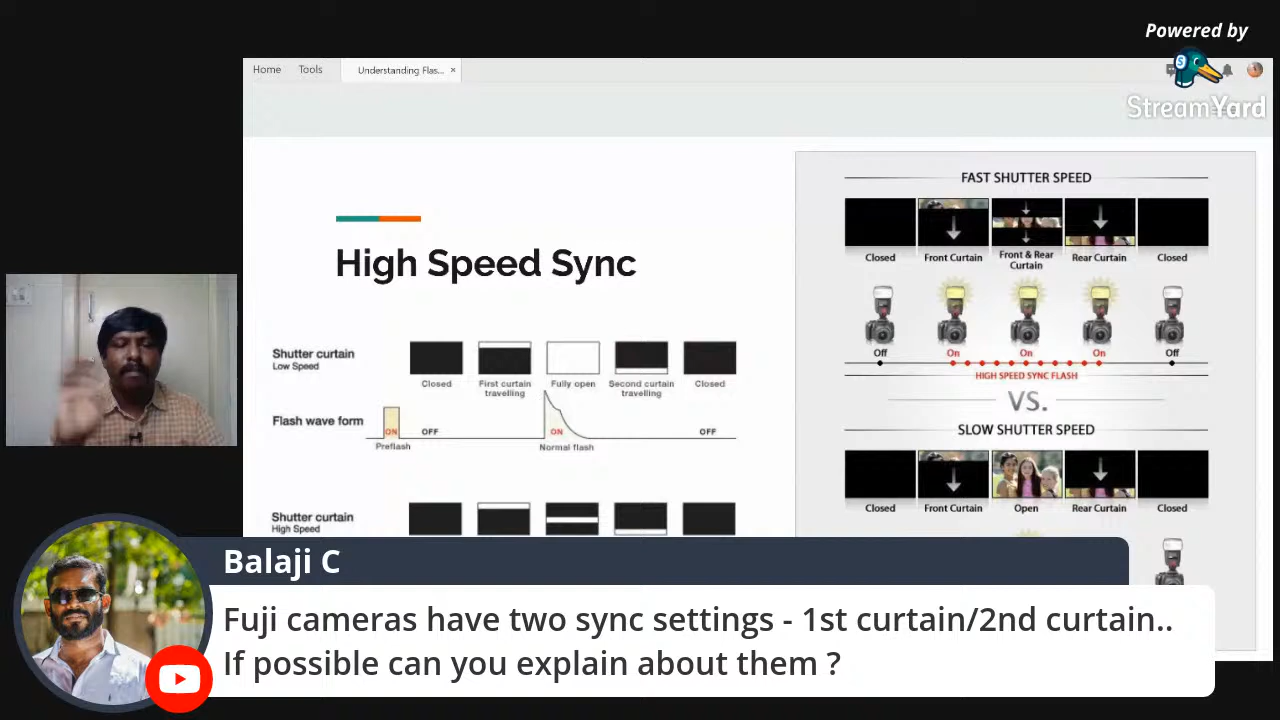 Powered by
StreamYard
Home
Tools
Understanding Flas... ×
High Speed Sync
Shutter curtain
Low Speed
Closed
First curtain
travelling
Fully open
Second curtain
travelling
Closed
Flash wave form
ON
OFF
ON
OFF
Preflash
Normal flash
Shutter curtain
High Speed
FAST SHUTTER SPEED
Closed
Front Curtain
Front & Rear
Curtain
Rear Curtain
Closed
Off
On
On
On
Off
HIGH SPEED SYNC FLASH
VS.
SLOW SHUTTER SPEED
Closed
Front Curtain
Open
Rear Curtain
Closed
Balaji C
Fuji cameras have two sync settings - 1st curtain/2nd curtain..
If possible can you explain about them ?